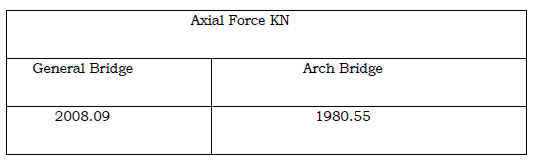 Axial Force KN
General Bridge Arch Bridge
2008.09 1980.55